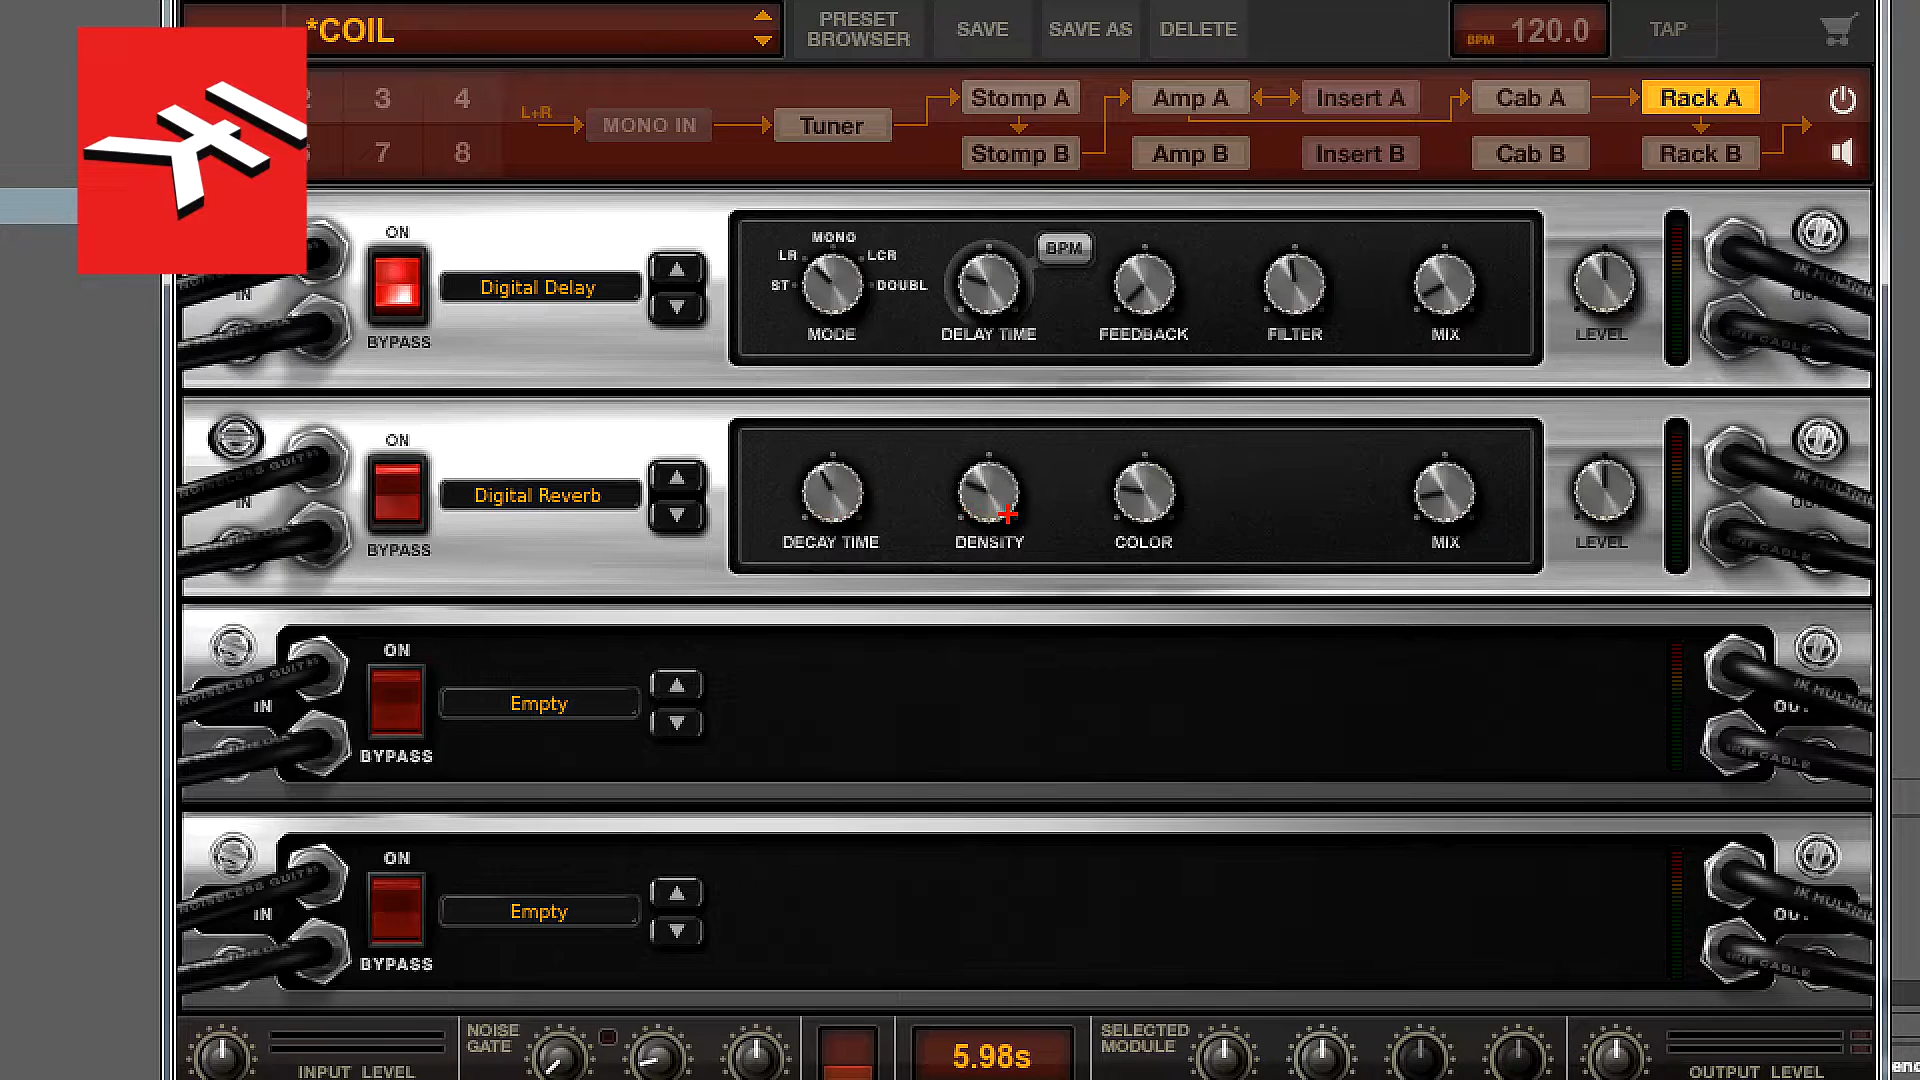 *COIL
PRESET BROWSER
SAVE
SAVE AS
DELETE
BPM 120.0
TAP
3 4
7 8
L+R
MONO IN
Tuner
Stomp A
Amp A
Insert A
Cab A
Rack A
Stomp B
Amp B
Insert B
Cab B
Rack B
ON
IN
BYPASS
Digital Delay
ST
LR
MONO
LCR
DOUBL
BPM
MODE
DELAY TIME
FEEDBACK
FILTER
MIX
LEVEL
ON
IN
BYPASS
Digital Reverb
DECAY TIME
DENSITY
COLOR
MIX
LEVEL
ON
IN
BYPASS
Empty
ON
IN
BYPASS
Empty
INPUT LEVEL
NOISE GATE
5.98s
SELECTED MODULE
OUTPUT LEVEL